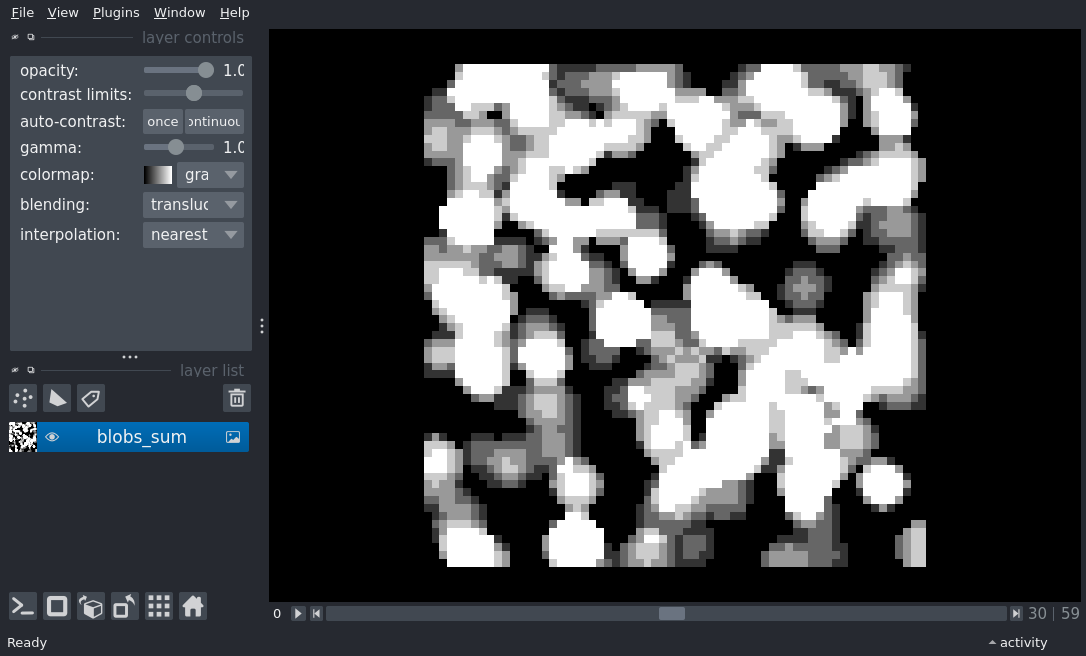 File View Plugins Window Help
layer controls
opacity: 1.0
contrast limits:
auto-contrast: once ontinuou
gamma: 1.0
colormap: gra
blending: transluc
interpolation: nearest
layer list
blobs_sum
0 30 | 59
Ready activity